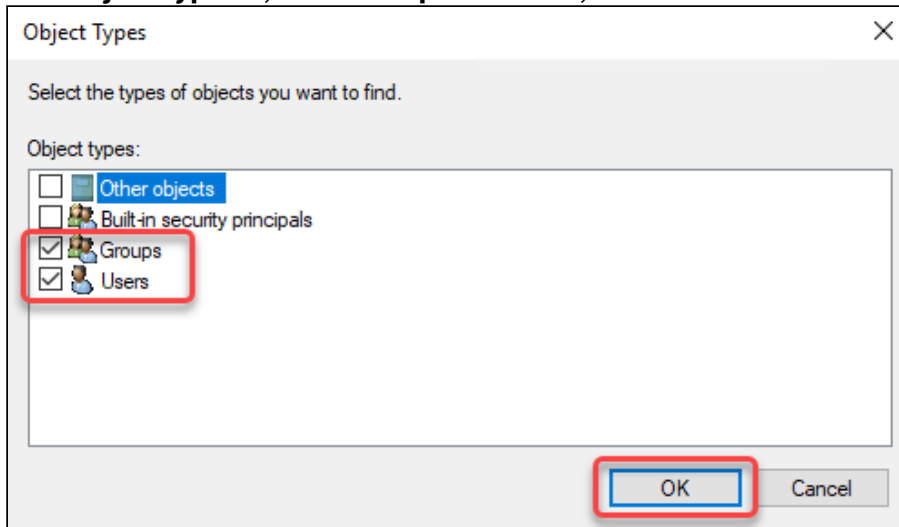 Object Types
Select the types of objects you want to find.
Object types:
Other objects
Built-in security principals
Groups
Users
OK Cancel